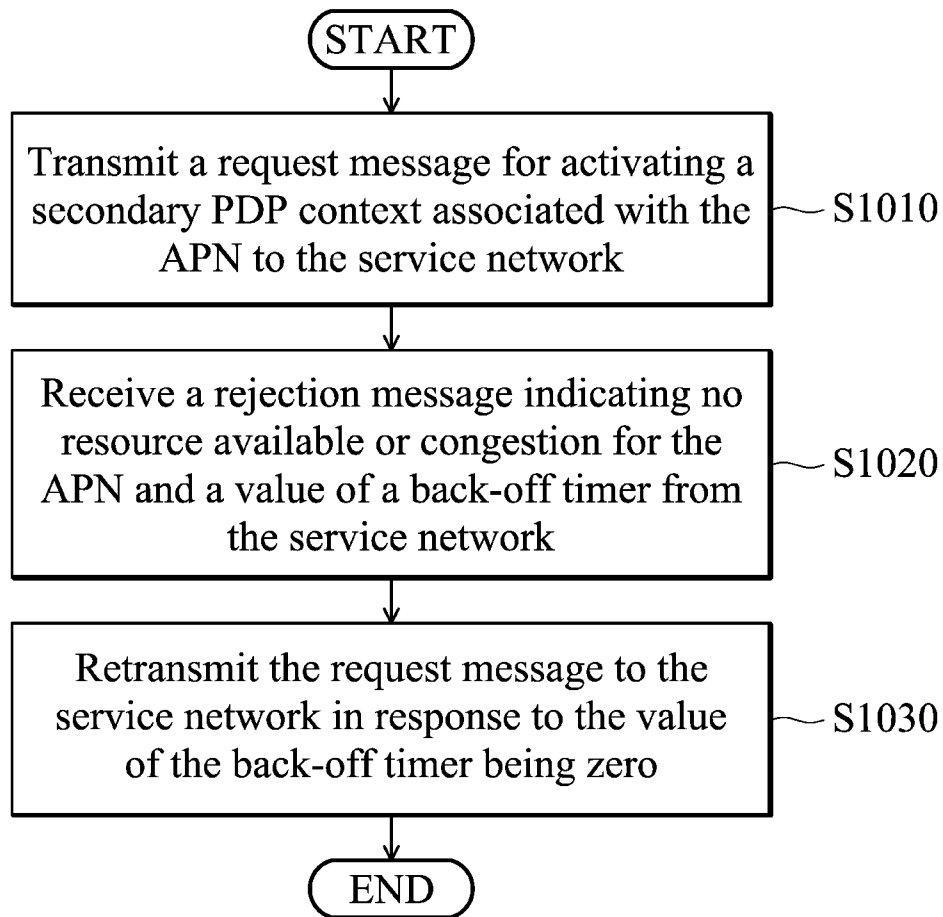 START
Transmit a request message for activating a
secondary PDP context associated with the
APN to the service network
S1010
Receive a rejection message indicating no
resource available or congestion for the
APN and a value of a back-off timer from
the service network
S1020
Retransmit the request message to the
service network in response to the value
of the back-off timer being zero
S1030
END